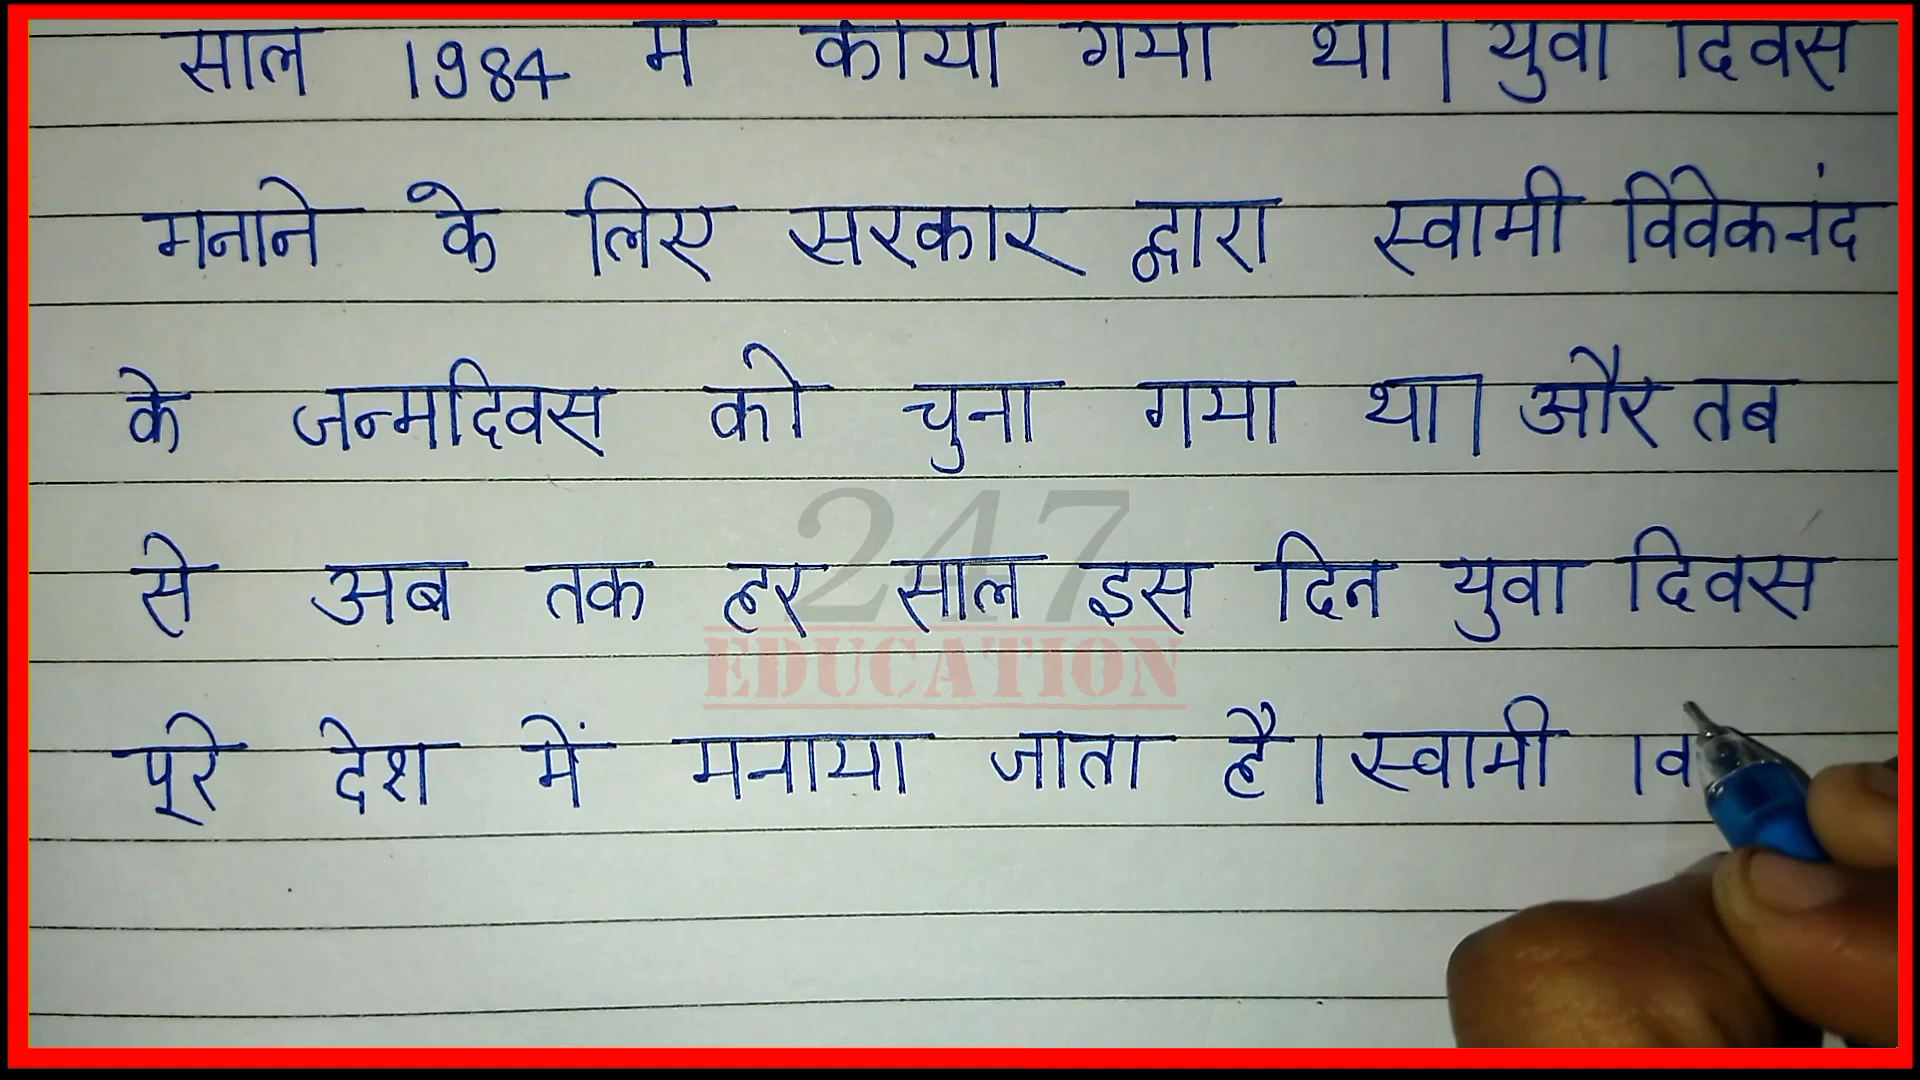 साल 1984 में कीया गया था। युवा दिवस
मनाने के लिए सरकार द्वारा स्वामी विवेकनंद
के जन्मदिवस को चुना गया था। और तब
से अब तक हर साल इस दिन युवा दिवस
247
EDUCATION
पूरे देश में मनाया जाता है। स्वामी